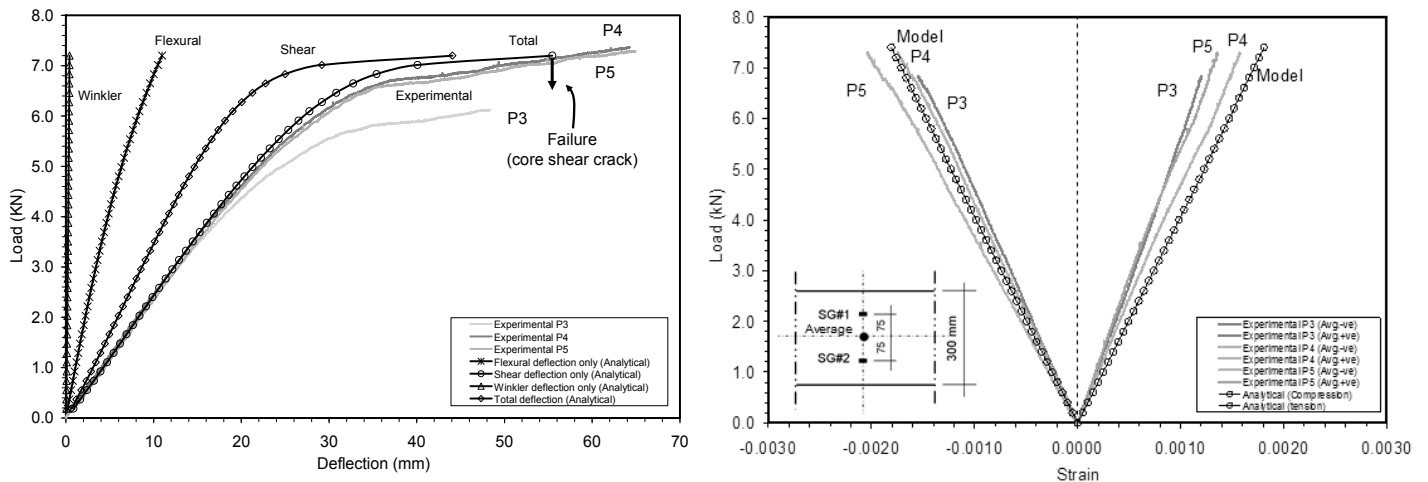 8.0
7.0
6.0
5.0
4.0
3.0
2.0
1.0
0.0
Load (KN)
0
10
20
30
40
50
60
70
Deflection (mm)
Winkler
Flexural
Shear
Total
P4
P5
Experimental
P3
Failure
(core shear crack)
Experimental P3
Experimental P4
Experimental P5
Flexural deflection only (Analytical)
Shear deflection only (Analytical)
Winkler deflection only (Analytical)
Total deflection (Analytical)
8.0
7.0
6.0
5.0
4.0
3.0
2.0
1.0
0.0
Load (kN)
-0.0030
-0.0020
-0.0010
0.0000
0.0010
0.0020
0.0030
Strain
Model
P4
P5
P3
P5
P4
P3
Model
SG#1
Average
SG#2
75
75
300 mm
Experimental P3 (Avg.-ve)
Experimental P3 (Avg.+ve)
Experimental P4 (Avg.-ve)
Experimental P4 (Avg.+ve)
Experimental P5 (Avg.-ve)
Experimental P5 (Avg.+ve)
Analytical (Compression)
Analytical (tension)